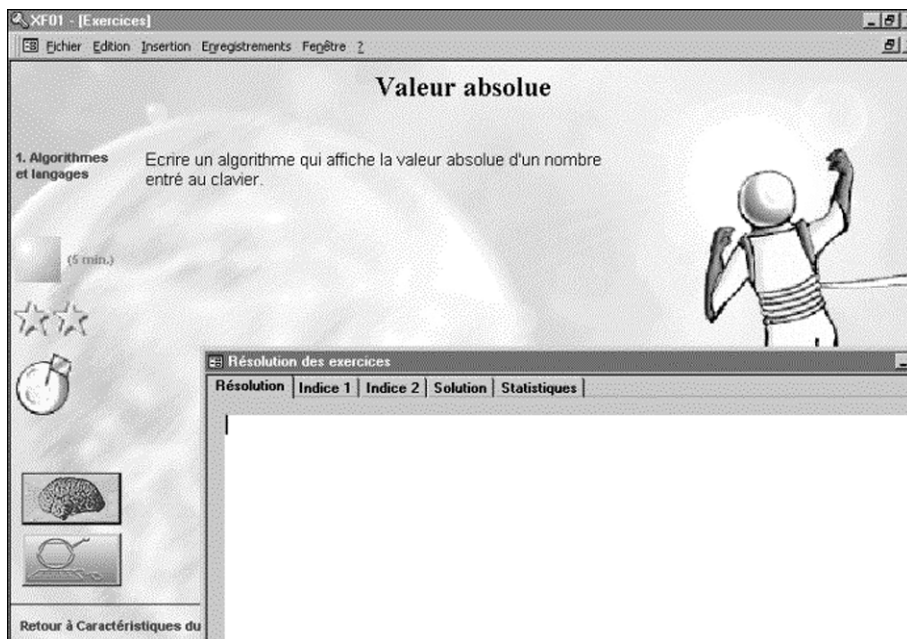 XF01 - [Exercices]
Fichier Edition Insertion Enregistrements Fenêtre ?
Valeur absolue
1. Algorithmes
et langages
Ecrire un algorithme qui affiche la valeur absolue d'un nombre
entré au clavier.
(5 min.)
Résolution des exercices
Résolution Indice 1 Indice 2 Solution Statistiques
Retour à Caractéristiques du